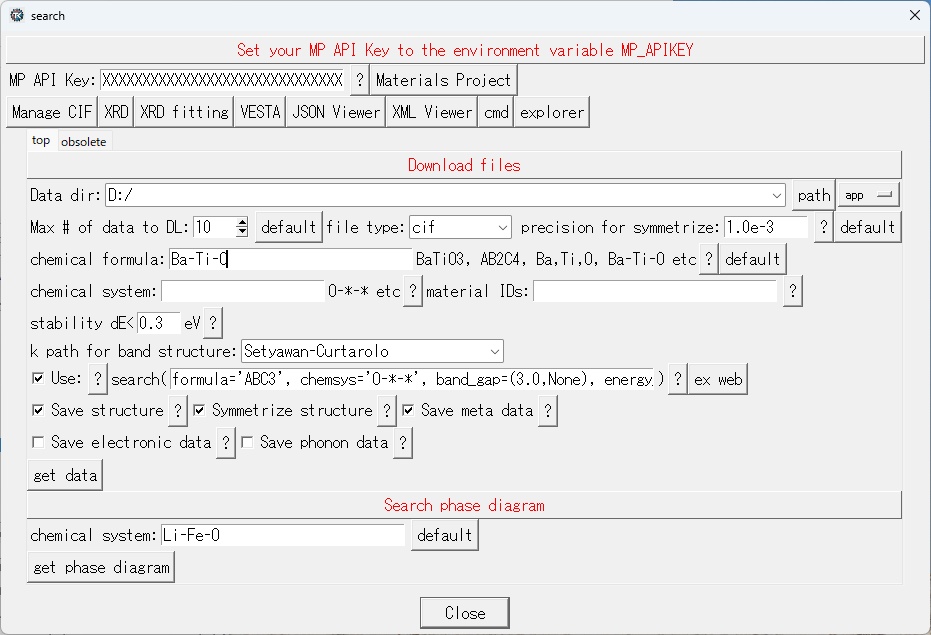 search
Set your MP API Key to the environment variable MP_APIKEY
MP API Key: XXXXXXXXXXXXXXXXXXXXXXXXXXXXXX ? Materials Project
Manage CIF XRD XRD fitting VESTA JSON Viewer XML Viewer cmd explorer
top obsolete
Download files
Data dir: D:/ path app
Max # of data to DL: 10 default file type: cif precision for symmetrize: 1.0e-3 ? default
chemical formula: Ba-Ti-O BaTiO3, AB2C4, Ba,Ti,O, Ba-Ti-O etc ? default
chemical system: O-*-* etc ? material IDs: ?
stability dE< 0.3 eV ?
k path for band structure: Setyawan-Curtarolo
Use: ? search( formula='ABC3', chemsys='O-*-*', band_gap=(3.0,None), energy_ ) ? ex web
Save structure ? Symmetrize structure ? Save meta data ?
Save electronic data ? Save phonon data ?
get data
Search phase diagram
chemical system: Li-Fe-O default
get phase diagram
Close